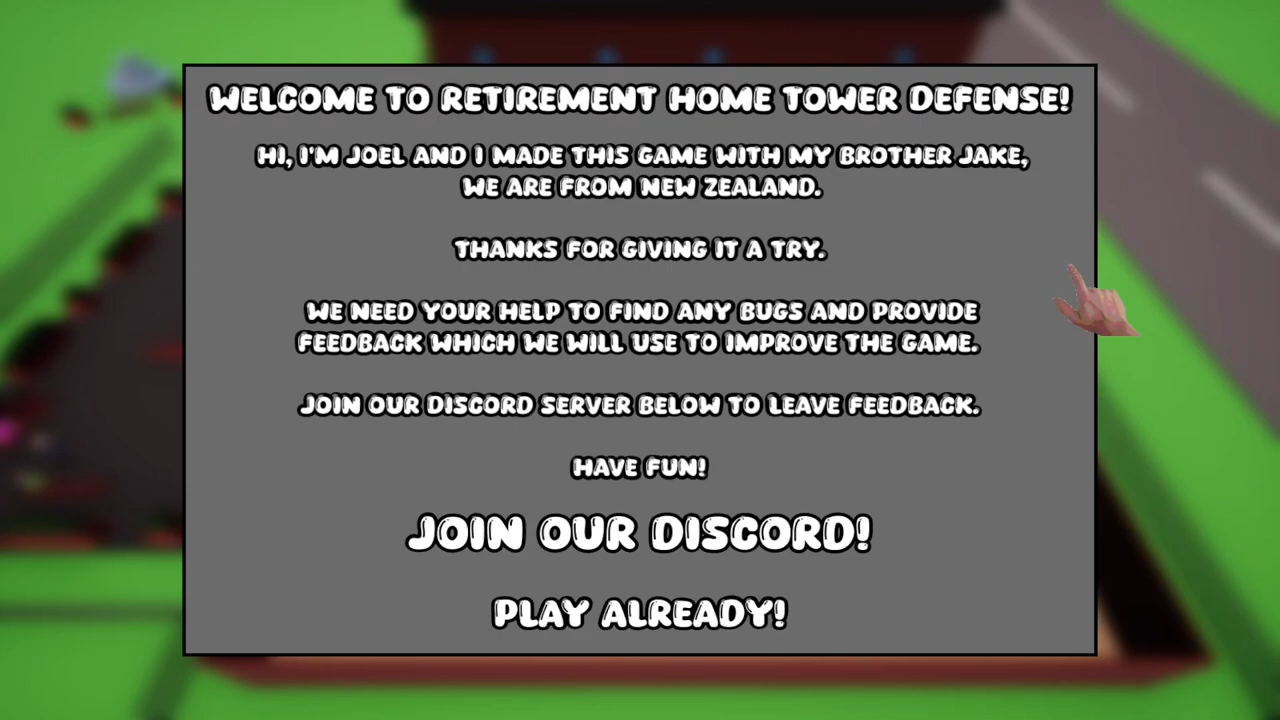 WELCOME TO RETIREMENT HOME TOWER DEFENSE!
HI, I'M JOEL AND I MADE THIS GAME WITH MY BROTHER JAKE,
WE ARE FROM NEW ZEALAND.
THANKS FOR GIVING IT A TRY.
WE NEED YOUR HELP TO FIND ANY BUGS AND PROVIDE
FEEDBACK WHICH WE WILL USE TO IMPROVE THE GAME.
JOIN OUR DISCORD SERVER BELOW TO LEAVE FEEDBACK.
HAVE FUN!
JOIN OUR DISCORD!
PLAY ALREADY!